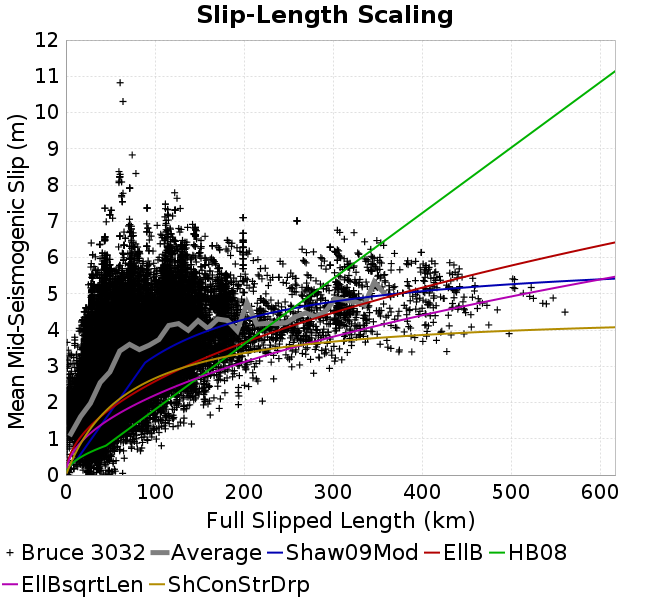 Slip-Length Scaling
Mean Mid-Seismogenic Slip (m)
12
11
10
9
8
7
6
5
4
3
2
1
0
0 100 200 300 400 500 600
Full Slipped Length (km)
Bruce 3032 Average Shaw09Mod EllB HB08
EllBsqrtLen ShConStrDrp